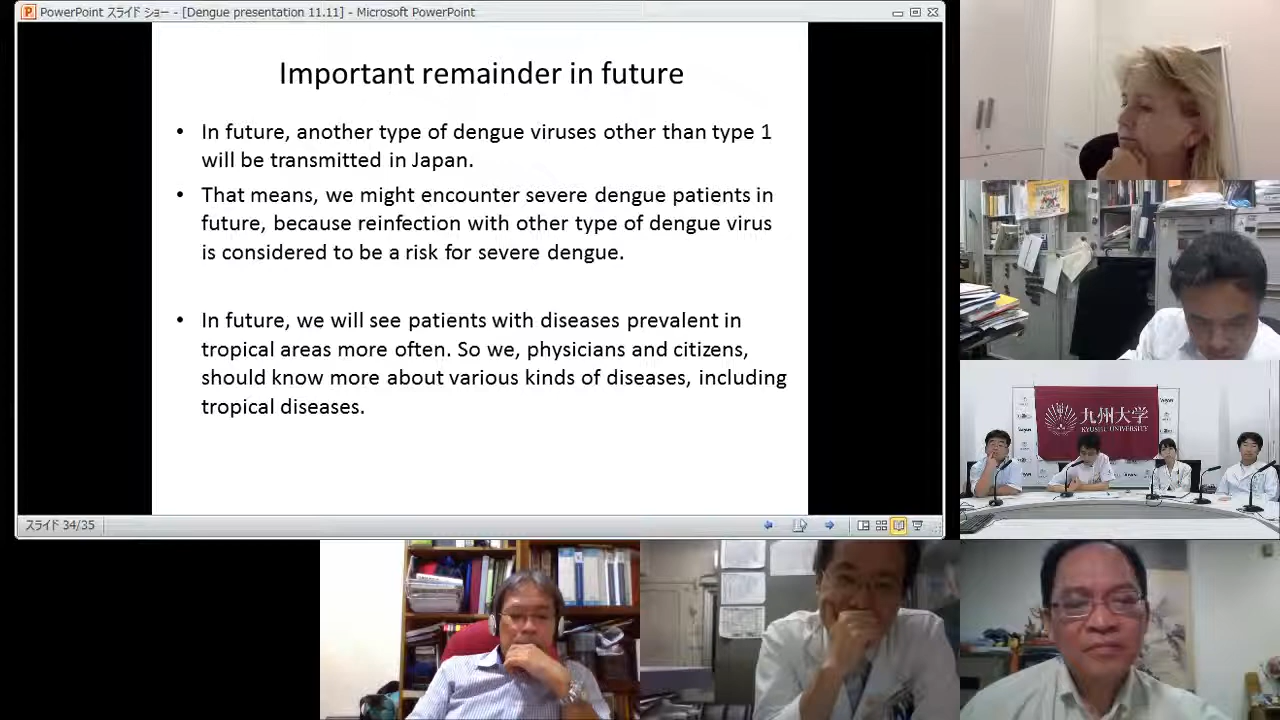 PowerPoint スライド ショー - [Dengue presentation 11.11] - Microsoft PowerPoint
Important remainder in future
• In future, another type of dengue viruses other than type 1
will be transmitted in Japan.
• That means, we might encounter severe dengue patients in
future, because reinfection with other type of dengue virus
is considered to be a risk for severe dengue.
• In future, we will see patients with diseases prevalent in
tropical areas more often. So we, physicians and citizens,
should know more about various kinds of diseases, including
tropical diseases.
スライド 34/35
九州大学
KYUSHU UNIVERSITY